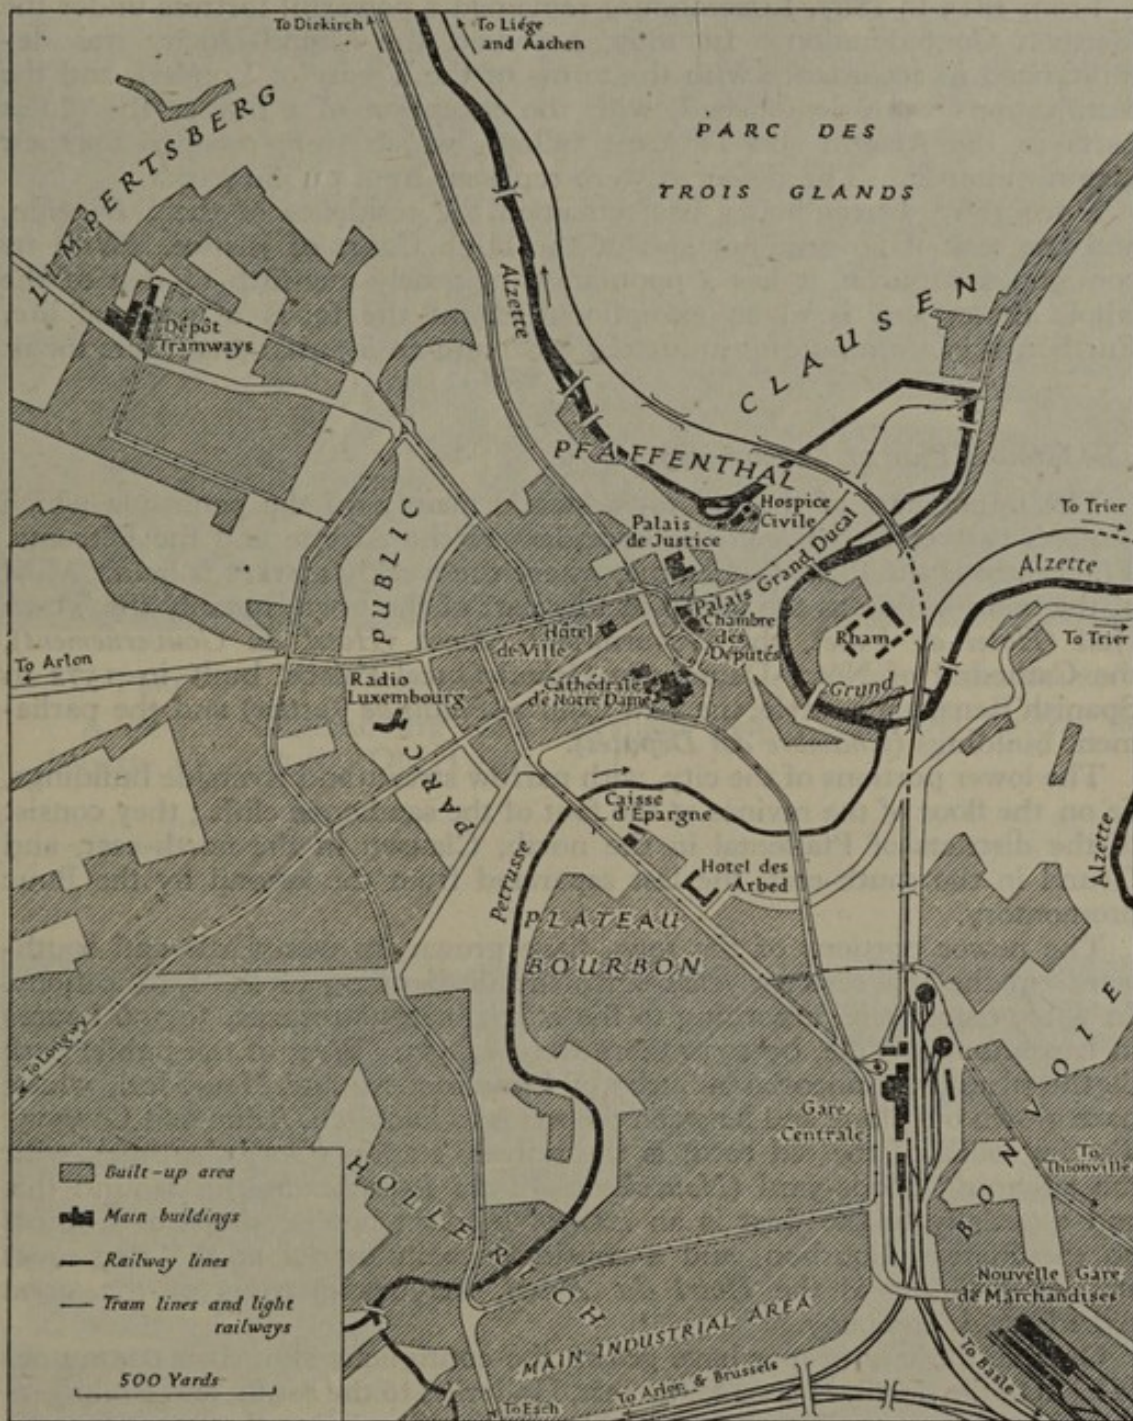 To Diekirch
To Liége
and Aachen
PARC DES
TROIS GLANDS
LIMPERTSBERG
Alzette
CLAUSEN
Dépôt
Tramways
PFAFFENTHAL
Hospice
Civile
To Trier
PUBLIC
Palais
de Justice
Palais Grand Ducal
Alzette
Chambre
des
Députés
Hôtel
de Ville
Rham
To Trier
To Arlon
Radio
Luxembourg
Cathédrale
de Notre Dame
Grund
PARC
Caisse
d'Epargne
Petrusse
Hotel des
Arbed
Alzette
PLATEAU
BOURBON
To Longwy
BONVOIE
Gare
Centrale
To
Thionville
HOLLERICH
Built-up area
Main buildings
Railway lines
Tram lines and light
railways
500 Yards
Nouvelle Gare
de Marchandises
MAIN INDUSTRIAL AREA
To Arlon & Brussels
To Basle
To Esch